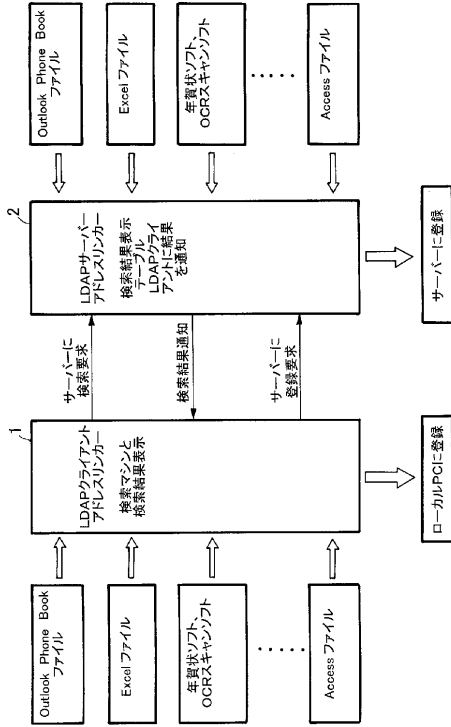 Outlook Phone Book
ファイル
Excel ファイル
年賀状ソフト、
OCRスキャンソフト
Access ファイル
1
LDAPクライアント
アドレスリンカー
検索マシンと
検索結果表示
ローカルPCに登録
サーバーに
検索要求
検索結果通知
サーバーに
登録要求
2
LDAPサーバー
アドレスリンカー
検索結果表示
テーブル
LDAPクライ
アントに結果
を通知
サーバーに登録
Outlook Phone Book
ファイル
Excel ファイル
年賀状ソフト、
OCRスキャンソフト
Access ファイル